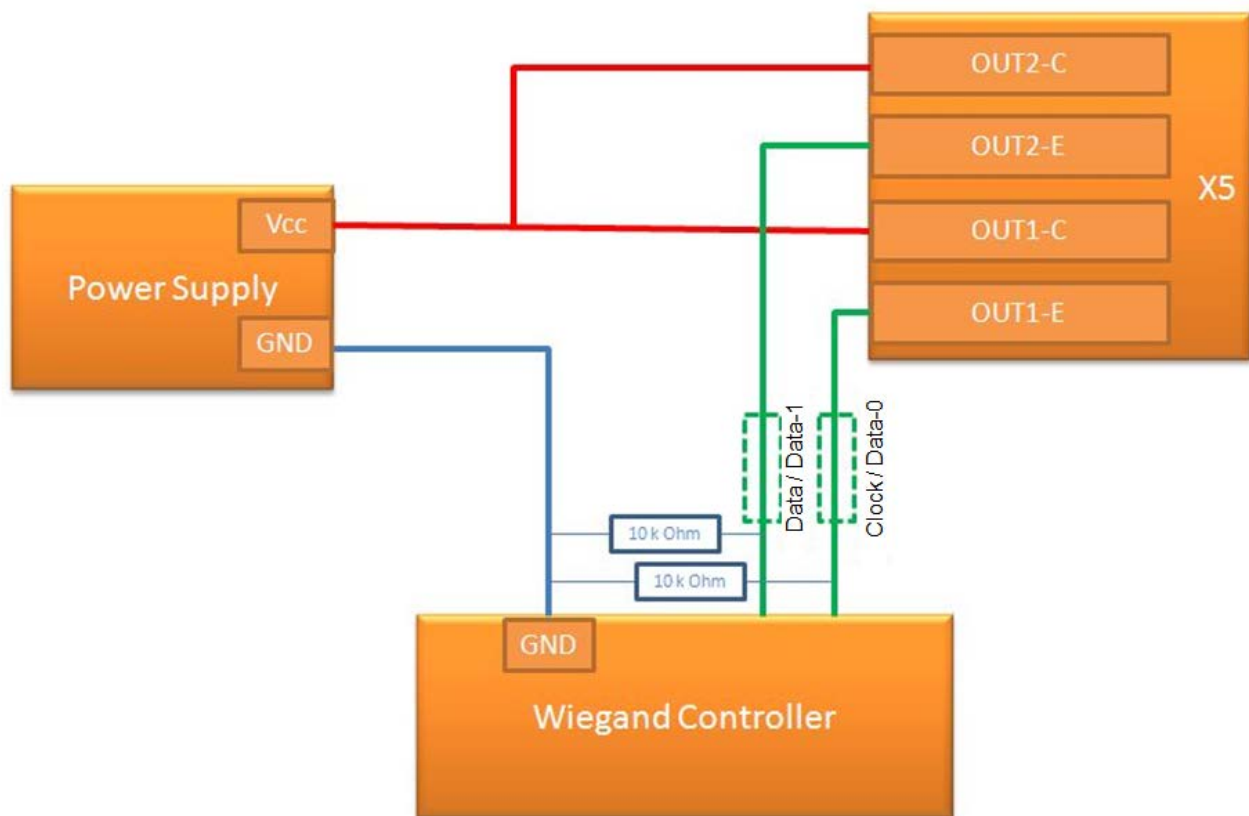 OUT2-C
OUT2-E
X5
Vcc
OUT1-C
Power Supply
OUT1-E
GND
Data / Data-1
Clock / Data-0
10 k Ohm
10 k Ohm
GND
Wiegand Controller